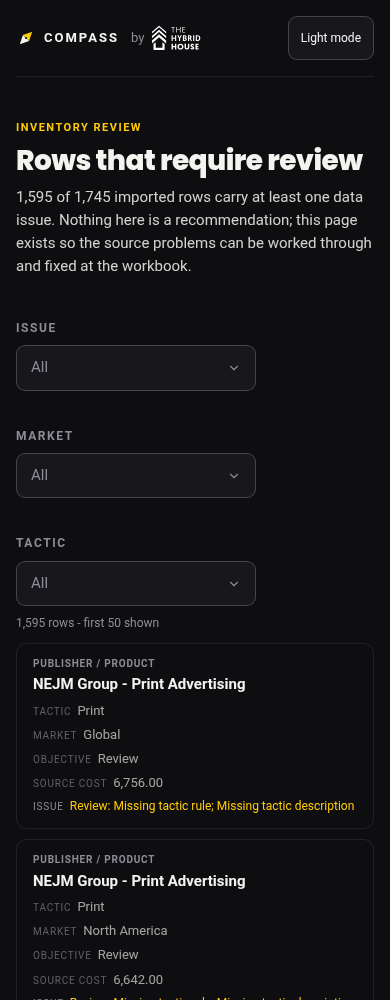 COMPASS by THE HYBRID HOUSE
Light mode
INVENTORY REVIEW
Rows that require review
1,595 of 1,745 imported rows carry at least one data
issue. Nothing here is a recommendation; this page
exists so the source problems can be worked through
and fixed at the workbook.
ISSUE
All
MARKET
All
TACTIC
All
1,595 rows - first 50 shown
PUBLISHER / PRODUCT
NEJM Group - Print Advertising
TACTIC Print
MARKET Global
OBJECTIVE Review
SOURCE COST 6,756.00
ISSUE Review: Missing tactic rule; Missing tactic description
PUBLISHER / PRODUCT
NEJM Group - Print Advertising
TACTIC Print
MARKET North America
OBJECTIVE Review
SOURCE COST 6,642.00